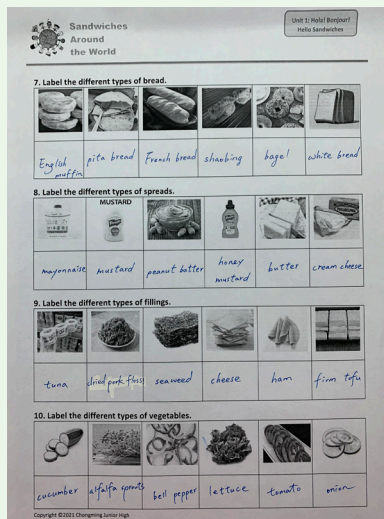 Sandwiches
Around
the World
Unit 1: Hola! Bonjour!
Hello Sandwiches
7. Label the different types of bread.
English muffin
pita bread
French bread
shaobing
bagel
white bread
8. Label the different types of spreads.
MUSTARD
mayonnaise
mustard
peanut butter
honey mustard
butter
cream cheese
9. Label the different types of fillings.
tuna
dried pork floss
seaweed
cheese
ham
firm tofu
10. Label the different types of vegetables.
cucumber
alfalfa sprouts
bell pepper
lettuce
tomato
onion
Copyright ©2021 Chongming Junior High